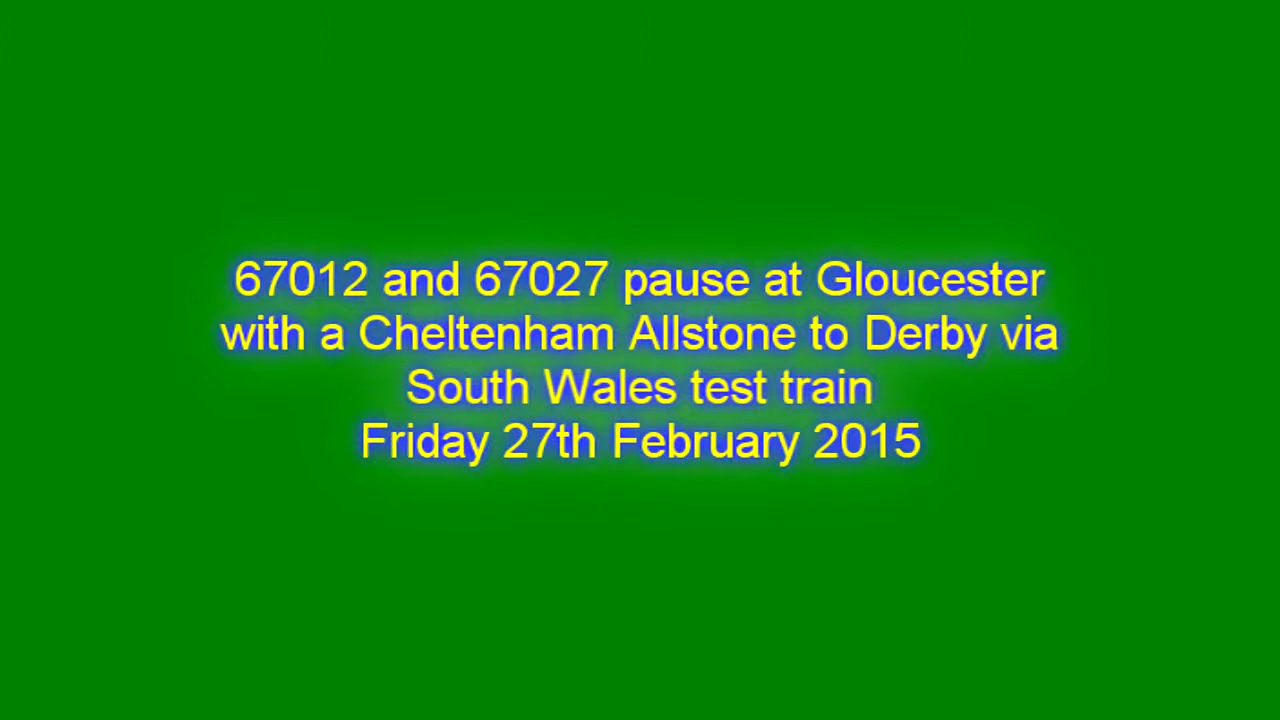 67012 and 67027 pause at Gloucester
with a Cheltenham Allstone to Derby via
South Wales test train
Friday 27th February 2015